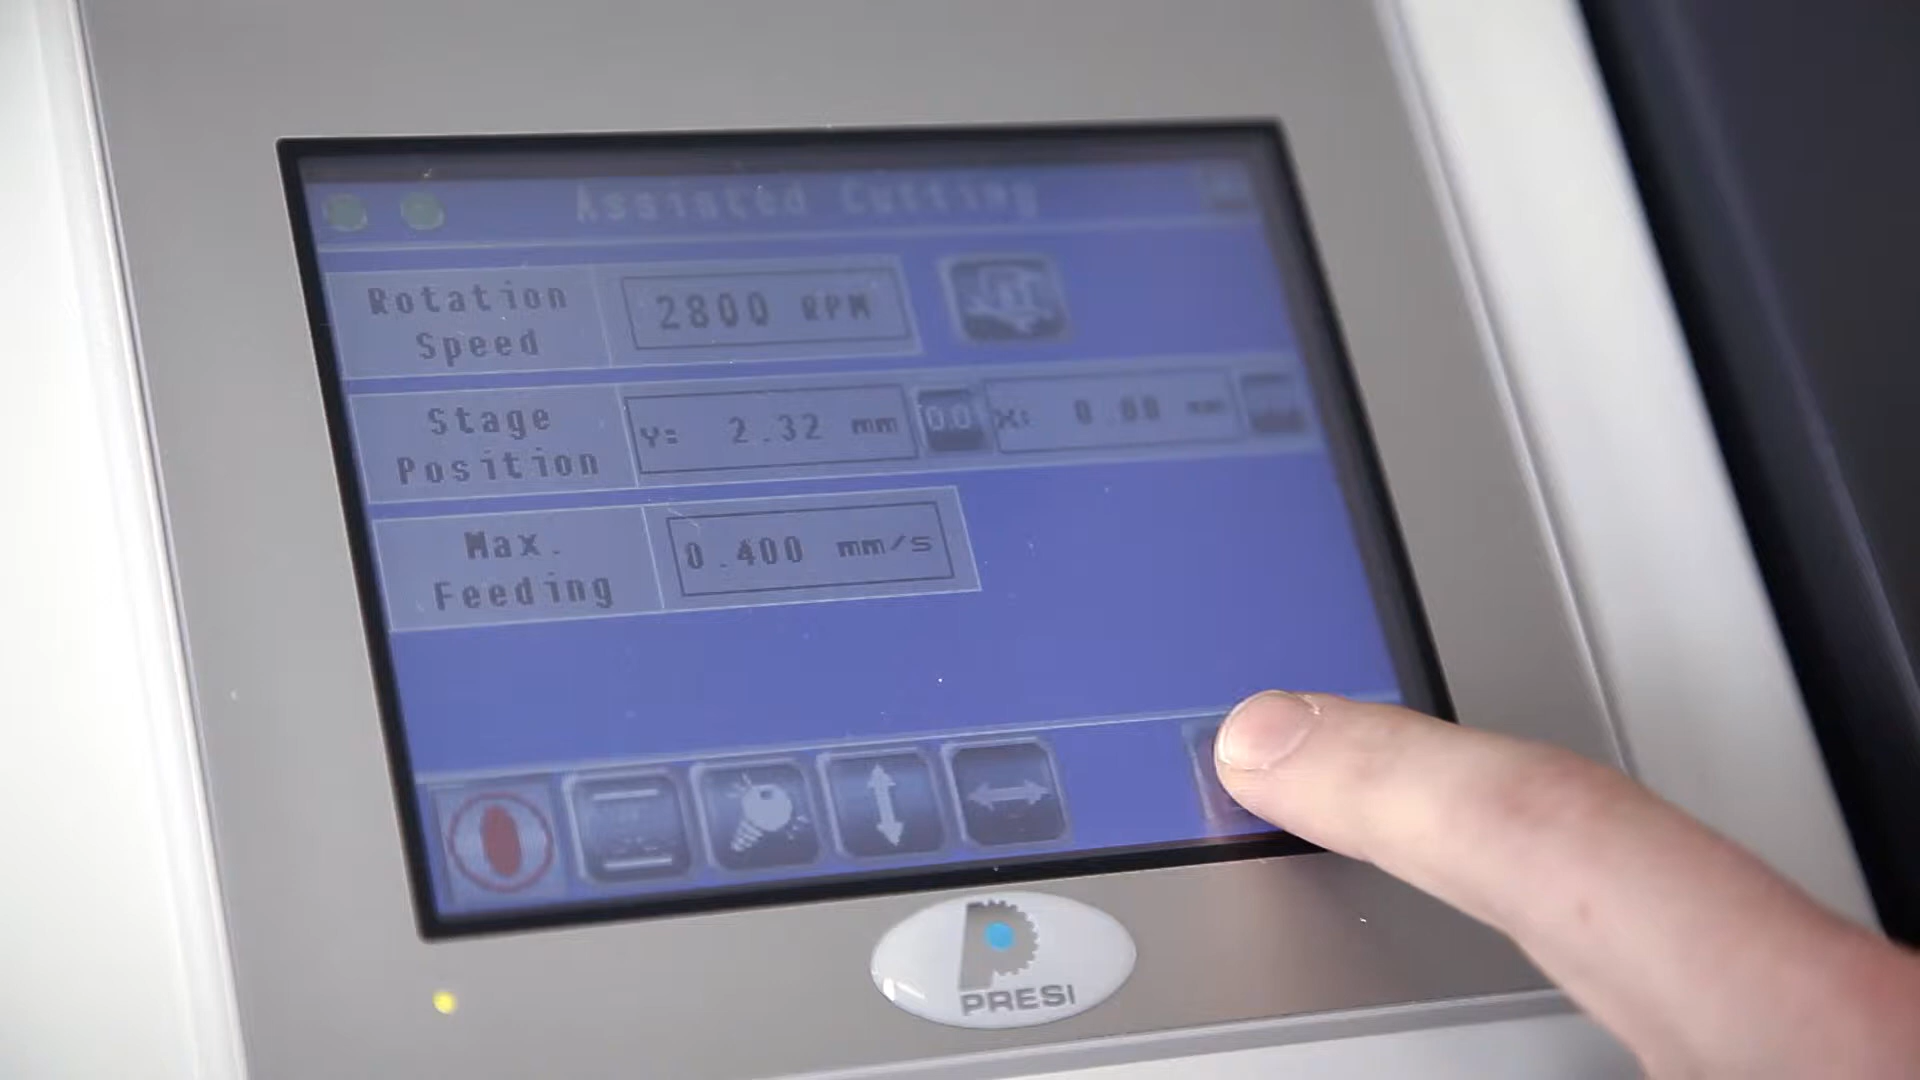 Assisted Cutting
Rotation
Speed
2800 RPM
Stage
Position
Y: 2.32 mm
0.0
X: 0.00 mm
Max.
Feeding
0.400 mm/s
PRESI